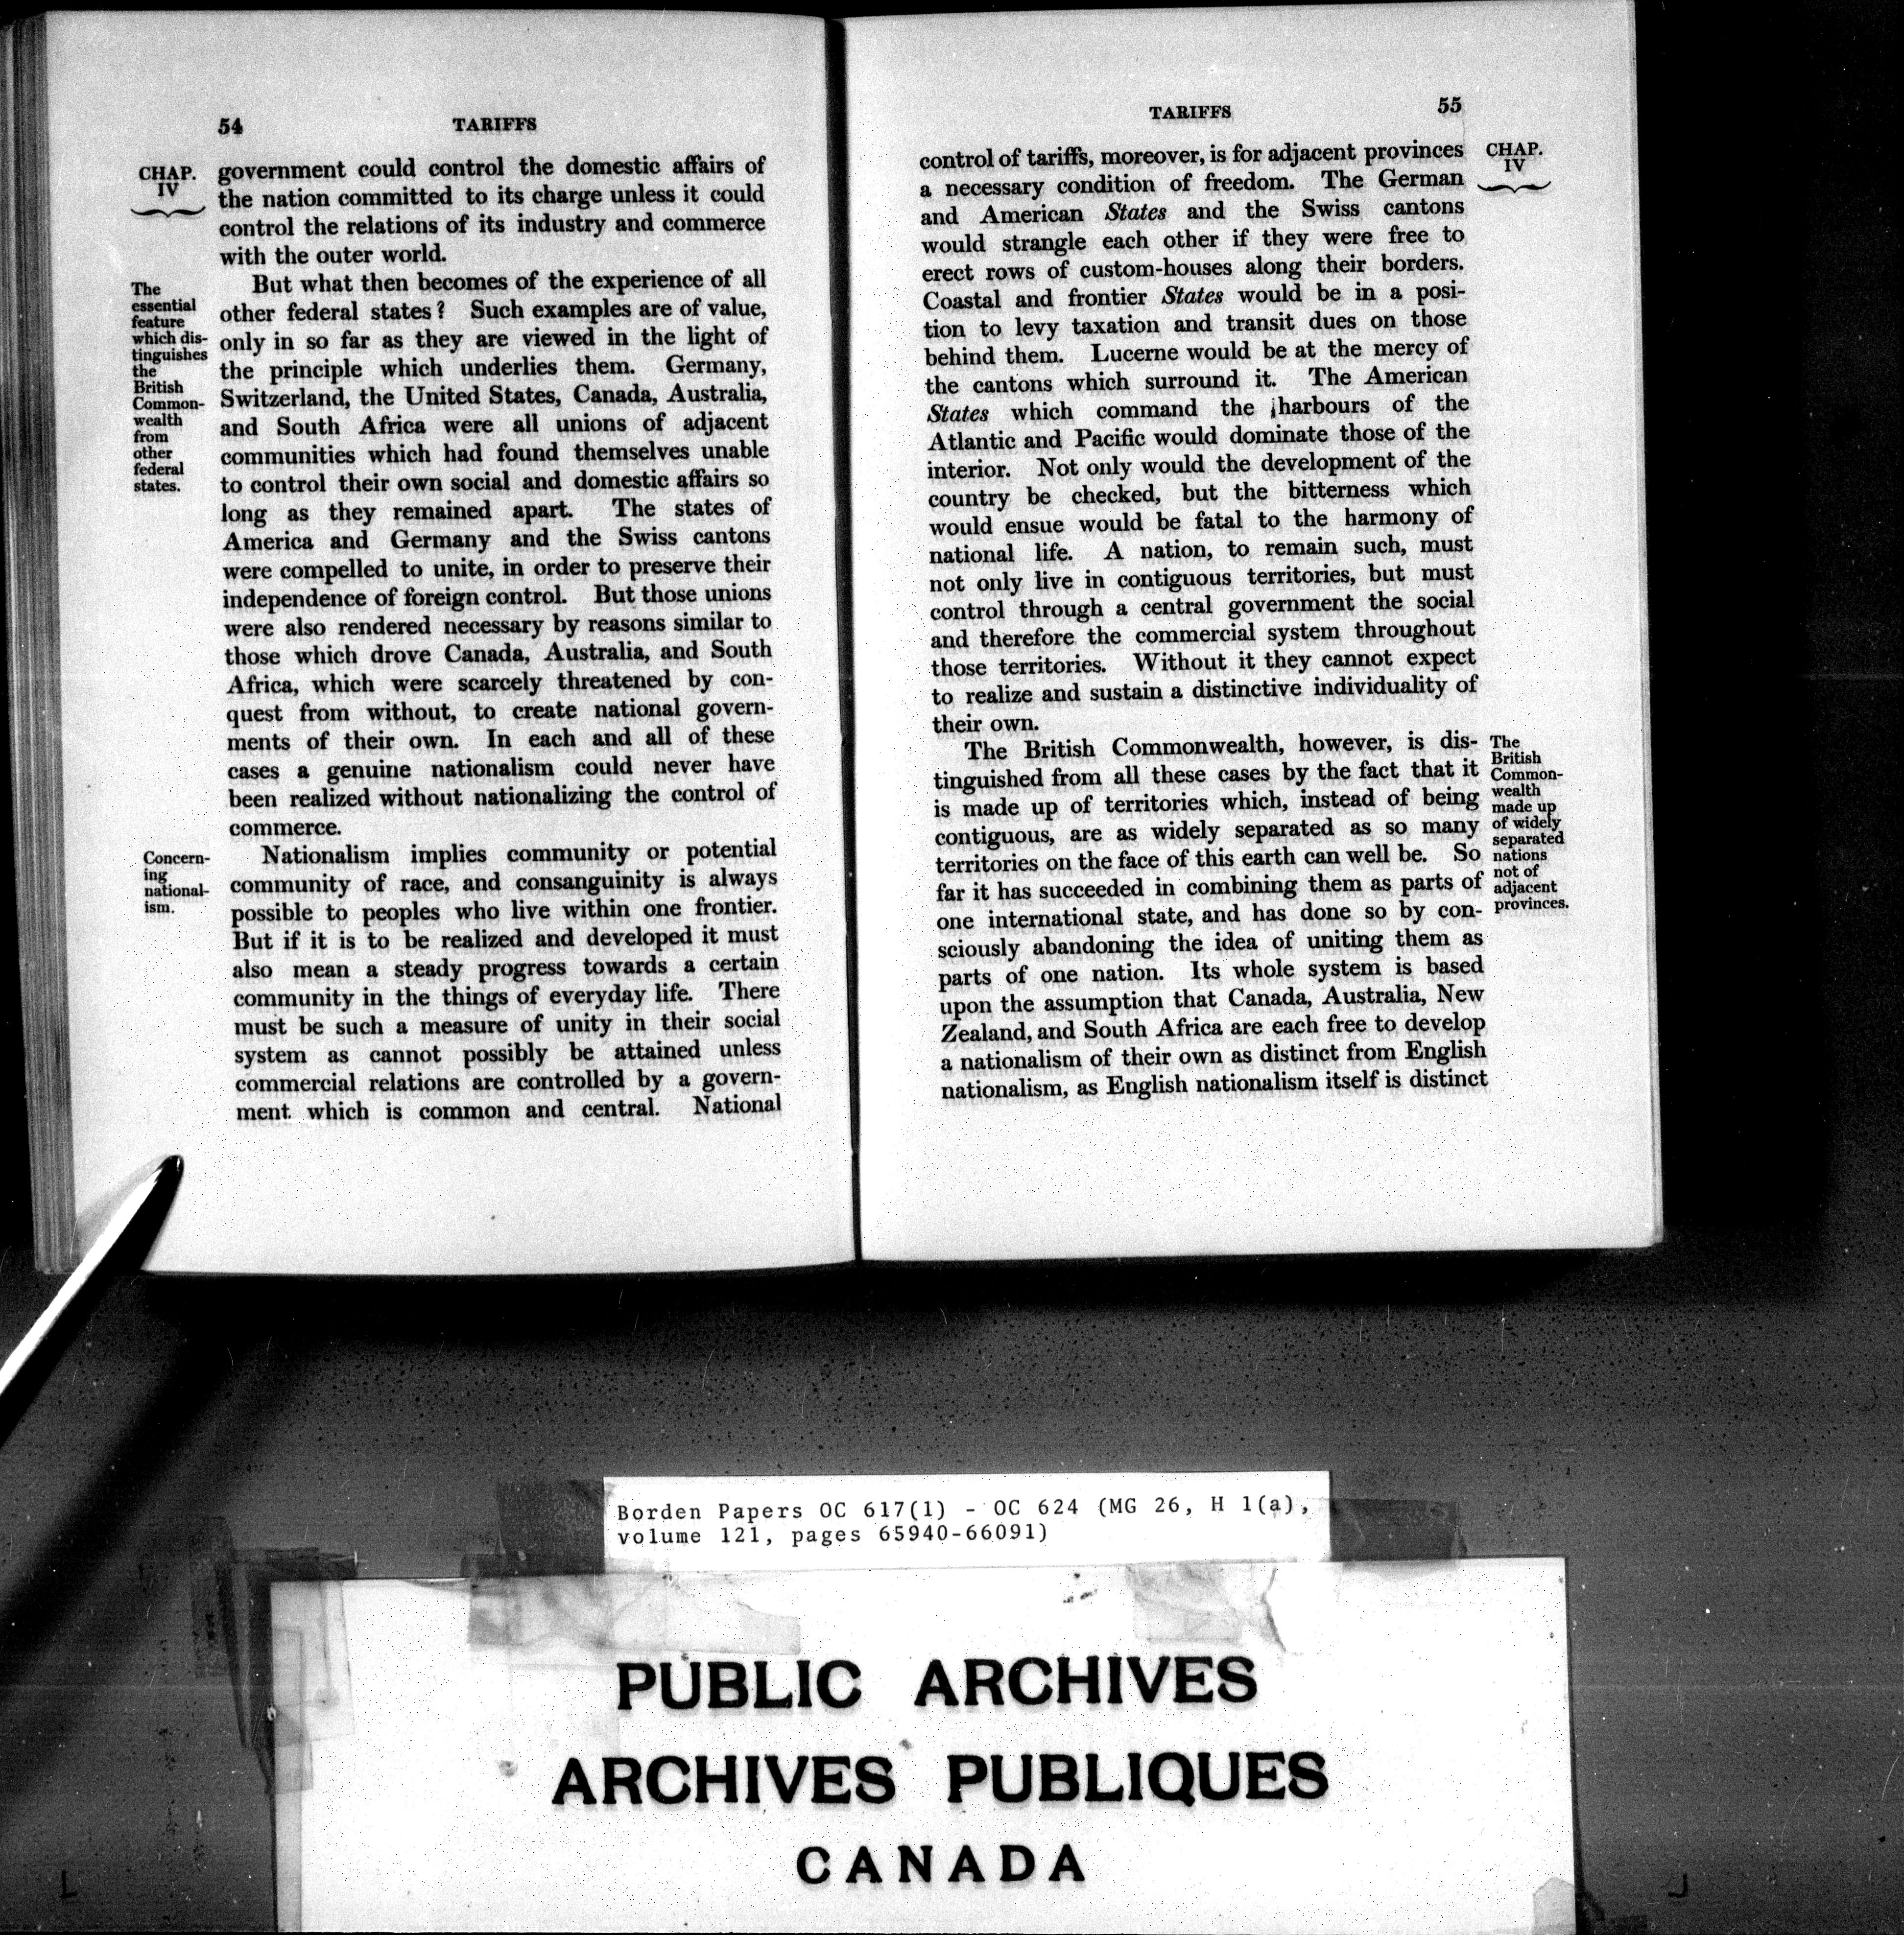 54
TARIFFS
CHAP.
IV
government could control the domestic affairs of
the nation committed to its charge unless it could
control the relations of its industry and commerce
with the outer world.
The
essential
feature
which dis-
tinguishes
the
British
Common-
wealth
from
other
federal
states.
But what then becomes of the experience of all
other federal states? Such examples are of value,
only in so far as they are viewed in the light of
the principle which underlies them. Germany,
Switzerland, the United States, Canada, Australia,
and South Africa were all unions of adjacent
communities which had found themselves unable
to control their own social and domestic affairs so
long as they remained apart. The states of
America and Germany and the Swiss cantons
were compelled to unite, in order to preserve their
independence of foreign control. But those unions
were also rendered necessary by reasons similar to
those which drove Canada, Australia, and South
Africa, which were scarcely threatened by con-
quest from without, to create national govern-
ments of their own. In each and all of these
cases a genuine nationalism could never have
been realized without nationalizing the control of
commerce.
Concern-
ing
national-
ism.
Nationalism implies community or potential
community of race, and consanguinity is always
possible to peoples who live within one frontier.
But if it is to be realized and developed it must
also mean a steady progress towards a certain
community in the things of everyday life. There
must be such a measure of unity in their social
system as cannot possibly be attained unless
commercial relations are controlled by a govern-
ment which is common and central. National
TARIFFS
55
CHAP.
IV
control of tariffs, moreover, is for adjacent provinces
a necessary condition of freedom. The German
and American States and the Swiss cantons
would strangle each other if they were free to
erect rows of custom-houses along their borders.
Coastal and frontier States would be in a posi-
tion to levy taxation and transit dues on those
behind them. Lucerne would be at the mercy of
the cantons which surround it. The American
States which command the harbours of the
Atlantic and Pacific would dominate those of the
interior. Not only would the development of the
country be checked, but the bitterness which
would ensue would be fatal to the harmony of
national life. A nation, to remain such, must
not only live in contiguous territories, but must
control through a central government the social
and therefore the commercial system throughout
those territories. Without it they cannot expect
to realize and sustain a distinctive individuality of
their own.
The British Commonwealth, however, is dis-
tinguished from all these cases by the fact that it
is made up of territories which, instead of being
contiguous, are as widely separated as so many
territories on the face of this earth can well be. So
far it has succeeded in combining them as parts of
one international state, and has done so by con-
sciously abandoning the idea of uniting them as
parts of one nation. Its whole system is based
upon the assumption that Canada, Australia, New
Zealand, and South Africa are each free to develop
a nationalism of their own as distinct from English
nationalism, as English nationalism itself is distinct
The
British
Common-
wealth
made up
of widely
separated
nations
not of
adjacent
provinces.
Borden Papers OC 617(1) - OC 624 (MG 26, H 1(a),
volume 121, pages 65940-66091)
PUBLIC ARCHIVES
ARCHIVES PUBLIQUES
CANADA